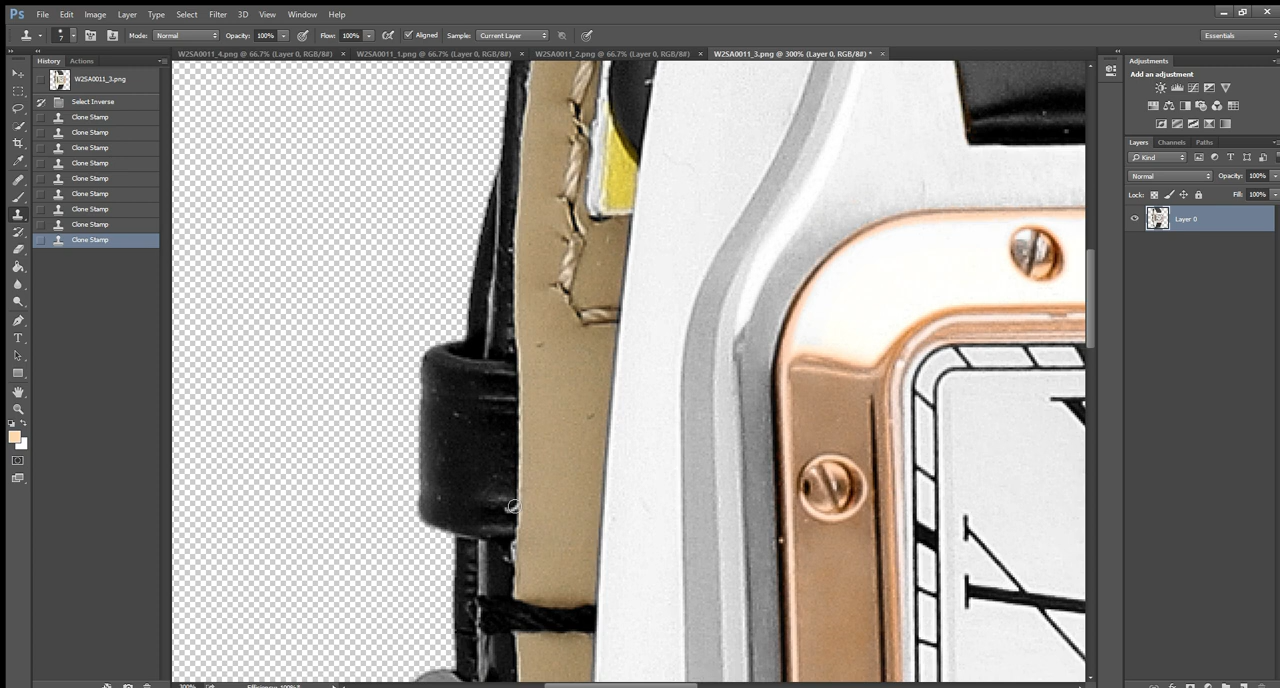 Ps File Edit Image Layer Type Select Filter 3D View Window Help
7 Mode: Normal Opacity: 100% Flow: 100% Aligned Sample: Current Layer Essentials
W2SA0011_4.png @ 66.7% (Layer 0, RGB/8#) × W2SA0011_1.png @ 66.7% (Layer 0, RGB/8#) × W2SA0011_2.png @ 66.7% (Layer 0, RGB/8#) × W2SA0011_3.png @ 300% (Layer 0, RGB/8#) * ×
History Actions
W2SA0011_3.png
Select Inverse
Clone Stamp
Clone Stamp
Clone Stamp
Clone Stamp
Clone Stamp
Clone Stamp
Clone Stamp
Clone Stamp
Clone Stamp
Adjustments
Add an adjustment
Layers Channels Paths
Kind
Normal Opacity: 100%
Lock: Fill: 100%
Layer 0
300% Efficiency: 100%*